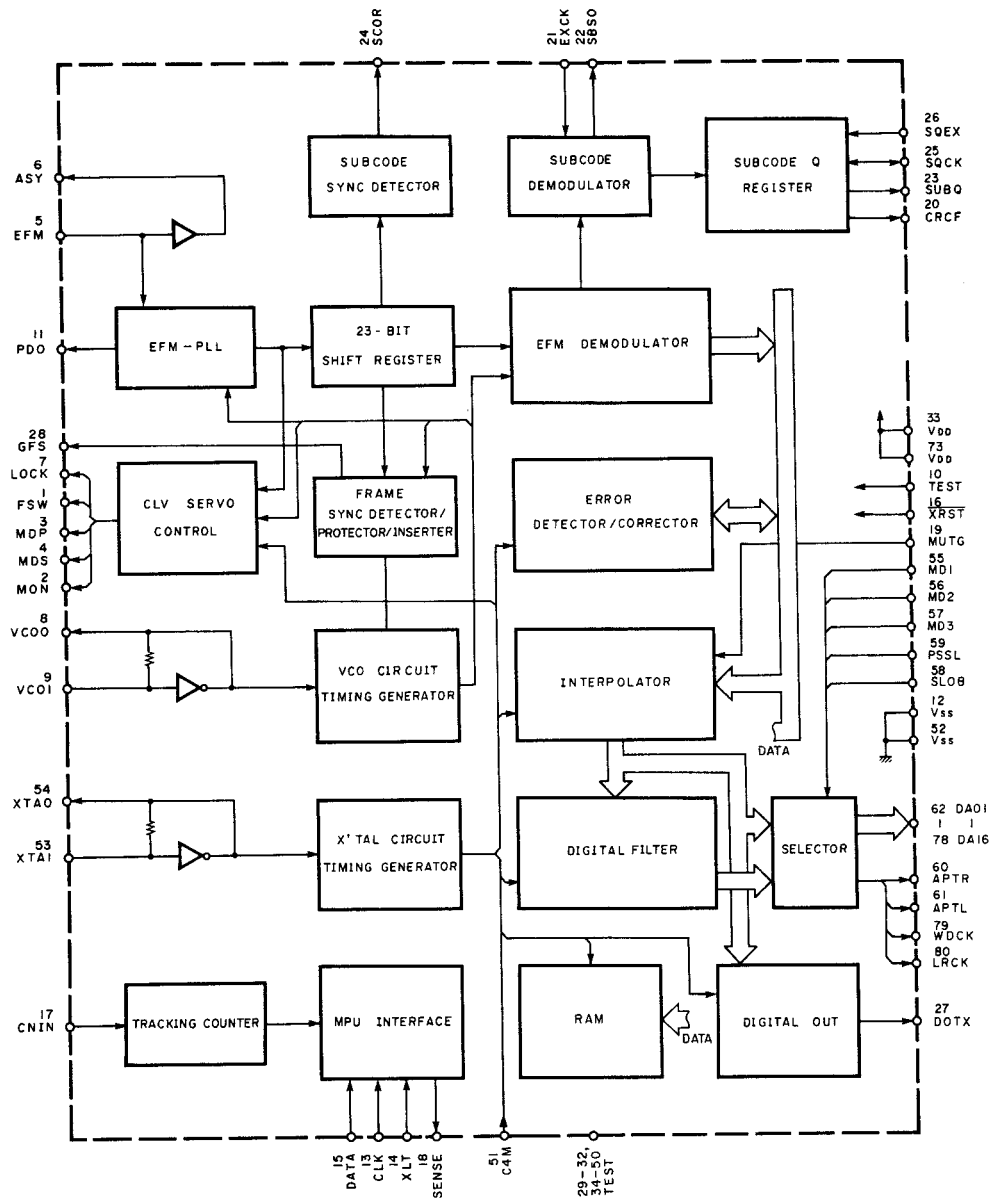 24
SCOR
21
EXCK
22
SBSO
6
ASY
5
EFM
11
PDO
28
GFS
7
LOCK
1
FSW
3
MDP
4
MDS
2
MON
8
VCOO
9
VCOI
54
XTAO
53
XTAI
17
CNIN
SUBCODE
SYNC DETECTOR
SUBCODE
DEMODULATOR
SUBCODE Q
REGISTER
EFM-PLL
23-BIT
SHIFT REGISTER
EFM DEMODULATOR
CLV SERVO
CONTROL
FRAME
SYNC DETECTOR/
PROTECTOR/INSERTER
ERROR
DETECTOR/CORRECTOR
VCO CIRCUIT
TIMING GENERATOR
INTERPOLATOR
DATA
X'TAL CIRCUIT
TIMING GENERATOR
DIGITAL FILTER
SELECTOR
TRACKING COUNTER
MPU INTERFACE
RAM
DATA
DIGITAL OUT
26
SQEX
25
SQCK
23
SUBQ
20
CRCF
33
VDD
73
VDD
10
TEST
16
XRST
19
MUTG
55
MD1
56
MD2
57
MD3
59
PSSL
58
SLOB
12
Vss
52
Vss
62 DA01
78 DA16
60
APTR
61
APTL
79
WDCK
80
LRCK
27
DOTX
15
DATA
13
CLK
14
XLT
18
SENSE
51
C4M
29-32,
34-50
TEST